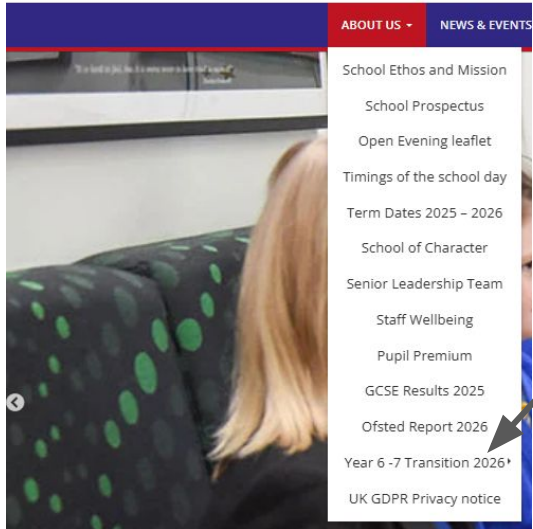 ABOUT US NEWS & EVENTS
School Ethos and Mission
School Prospectus
Open Evening leaflet
Timings of the school day
Term Dates 2025 – 2026
School of Character
Senior Leadership Team
Staff Wellbeing
Pupil Premium
GCSE Results 2025
Ofsted Report 2026
Year 6 -7 Transition 2026
UK GDPR Privacy notice